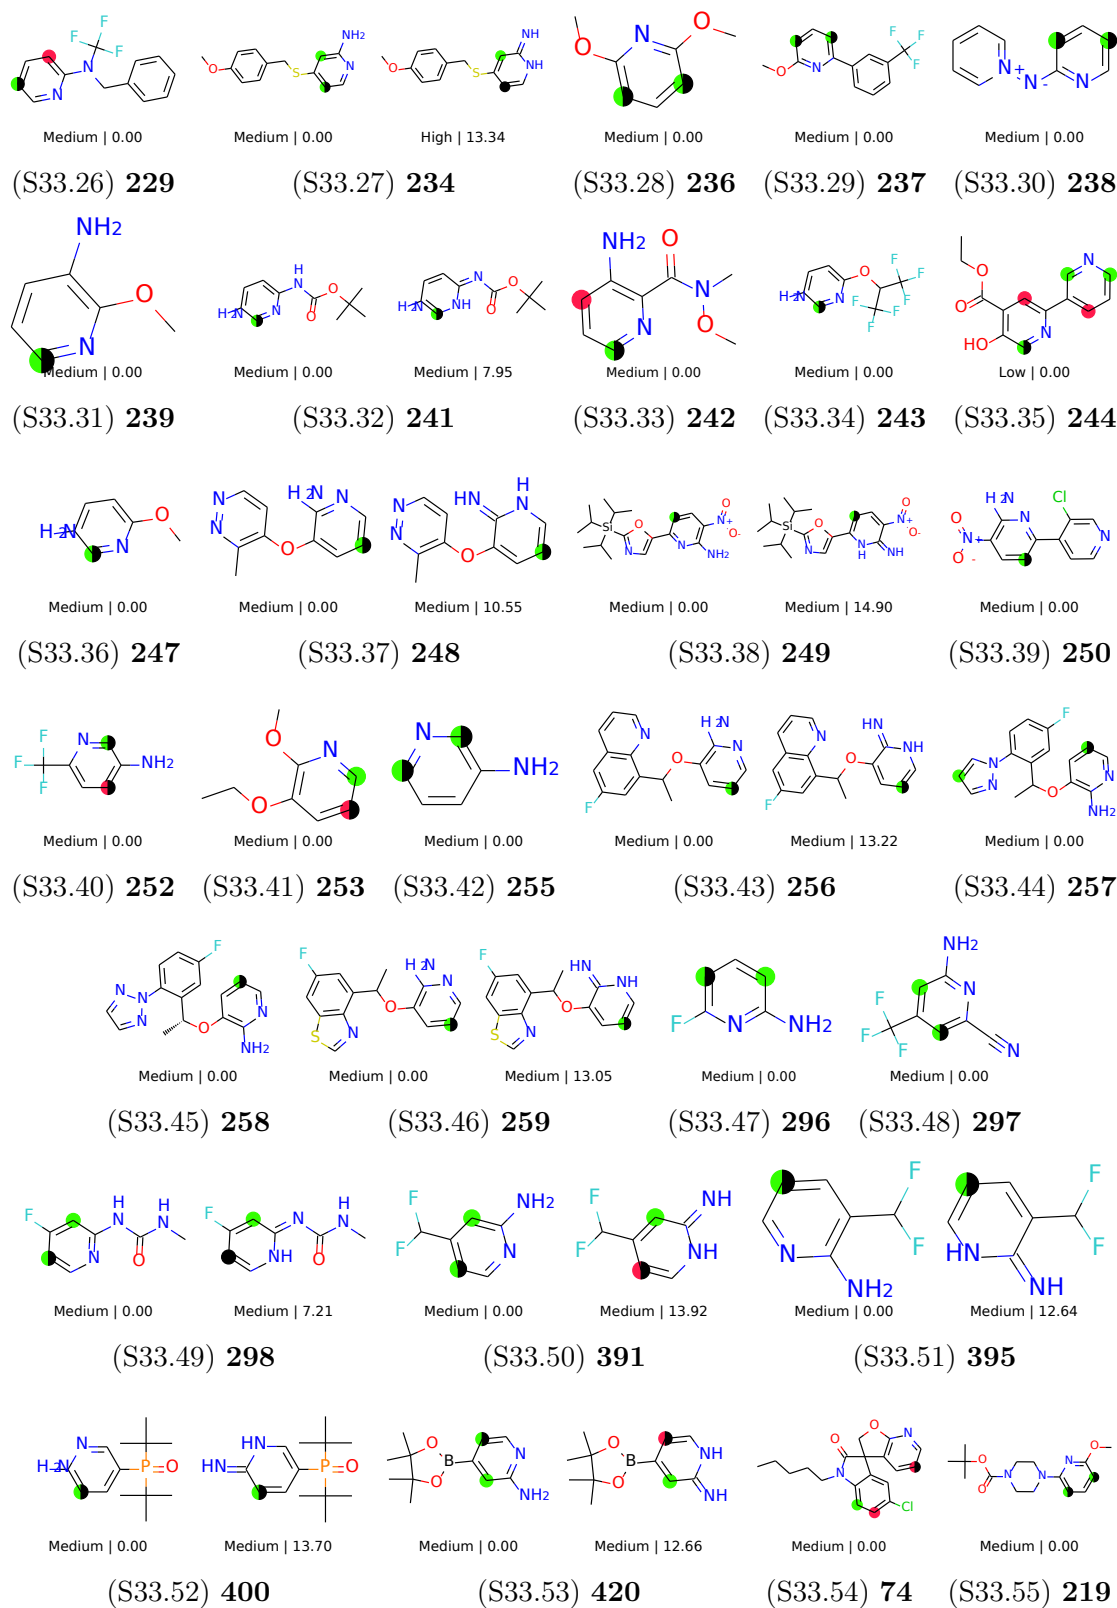 Medium | 0.00 Medium | 0.00 High | 13.34 Medium | 0.00 Medium | 0.00 Medium | 0.00
(S33.26) 229 (S33.27) 234 (S33.28) 236 (S33.29) 237 (S33.30) 238
Medium | 0.00 Medium | 0.00 Medium | 7.95 Medium | 0.00 Medium | 0.00 Low | 0.00
(S33.31) 239 (S33.32) 241 (S33.33) 242 (S33.34) 243 (S33.35) 244
Medium | 0.00 Medium | 0.00 Medium | 10.55 Medium | 0.00 Medium | 14.90 Medium | 0.00
(S33.36) 247 (S33.37) 248 (S33.38) 249 (S33.39) 250
Medium | 0.00 Medium | 0.00 Medium | 0.00 Medium | 0.00 Medium | 13.22 Medium | 0.00
(S33.40) 252 (S33.41) 253 (S33.42) 255 (S33.43) 256 (S33.44) 257
Medium | 0.00 Medium | 0.00 Medium | 13.05 Medium | 0.00 Medium | 0.00
(S33.45) 258 (S33.46) 259 (S33.47) 296 (S33.48) 297
Medium | 0.00 Medium | 7.21 Medium | 0.00 Medium | 13.92 Medium | 0.00 Medium | 12.64
(S33.49) 298 (S33.50) 391 (S33.51) 395
Medium | 0.00 Medium | 13.70 Medium | 0.00 Medium | 12.66 Medium | 0.00 Medium | 0.00
(S33.52) 400 (S33.53) 420 (S33.54) 74 (S33.55) 219